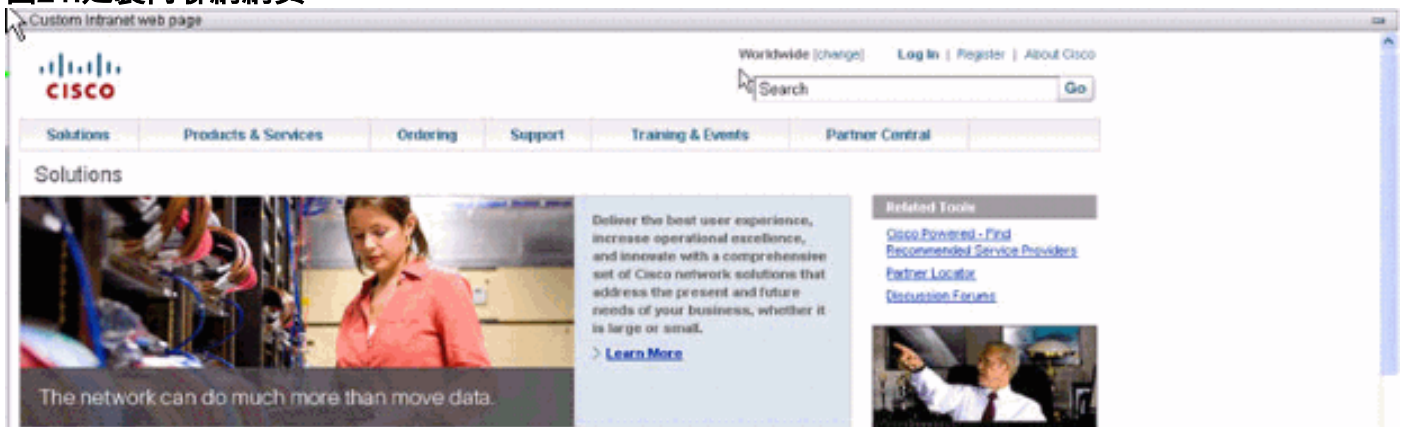 Custom Intranet web page
Worldwide [change] Log In | Register | About Cisco
CISCO
Search Go
Solutions Products & Services Ordering Support Training & Events Partner Central
Solutions
Deliver the best user experience,
increase operational excellence,
and innovate with a comprehensive
set of Cisco network solutions that
address the present and future
needs of your business, whether it
is large or small.
> Learn More
The network can do much more than move data.
Related Tools
Cisco Powered - Find
Recommended Service Providers
Partner Locator
Discussion Forums